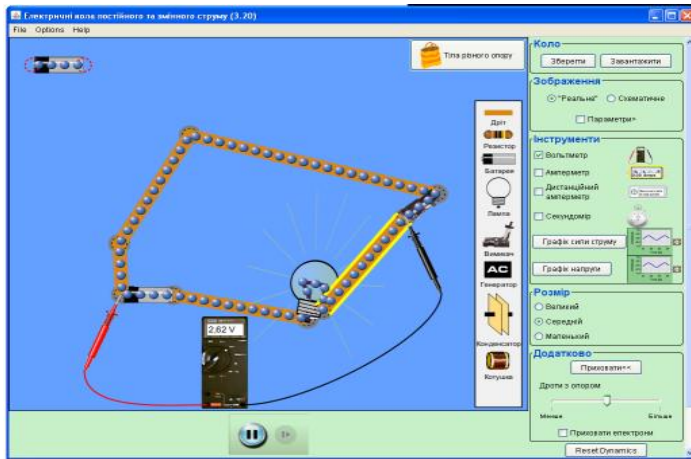 Електричні кола постійного та змінного струму (3.20)
File Options Help
Тіла різного опору
Дріт
Резистор
Батарея
Лампа
Вимикач
AC
Генератор
Конденсатор
Котушка
2,62 V
Коло
Зберегти Завантажити
Зображення
"Реальне" Схематичне
Параметри>
Інструменти
Вольтметр
Амперметр
Дистанційний
амперметр
Секундомір
Графік сили струму
Графік напруги
Розмір
Великий
Середній
Маленький
Додатково
Приховати<<
Дроти з опором
Менше Більше
Приховати електрони
Reset Dynamics